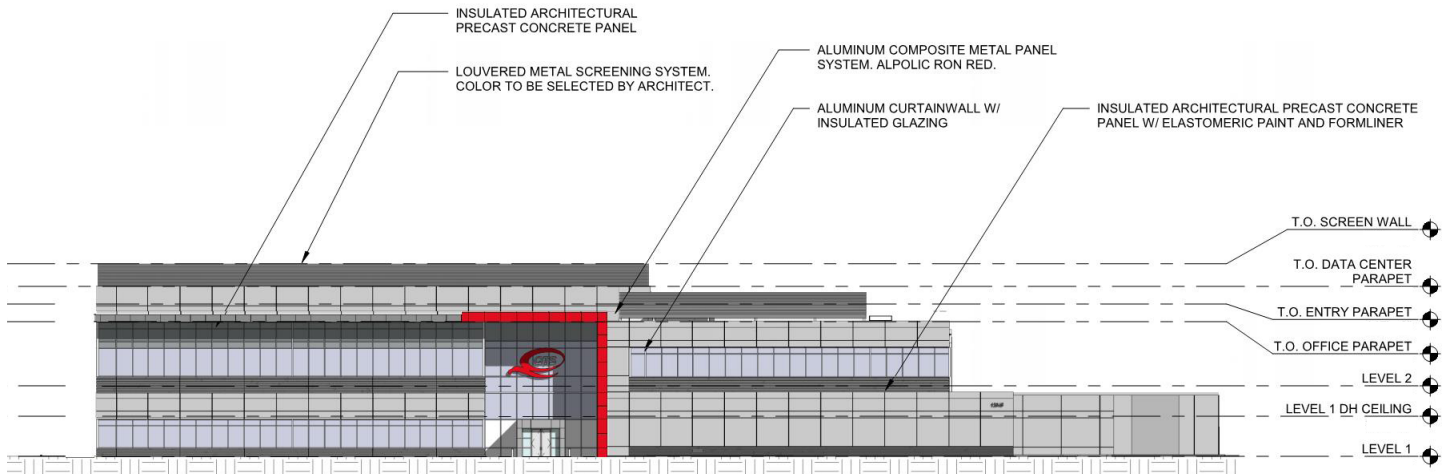 INSULATED ARCHITECTURAL
PRECAST CONCRETE PANEL
LOUVERED METAL SCREENING SYSTEM.
COLOR TO BE SELECTED BY ARCHITECT.
ALUMINUM COMPOSITE METAL PANEL
SYSTEM. ALPOLIC RON RED.
ALUMINUM CURTAINWALL W/
INSULATED GLAZING
INSULATED ARCHITECTURAL PRECAST CONCRETE
PANEL W/ ELASTOMERIC PAINT AND FORMLINER
T.O. SCREEN WALL
T.O. DATA CENTER
PARAPET
T.O. ENTRY PARAPET
T.O. OFFICE PARAPET
LEVEL 2
LEVEL 1 DH CEILING
LEVEL 1